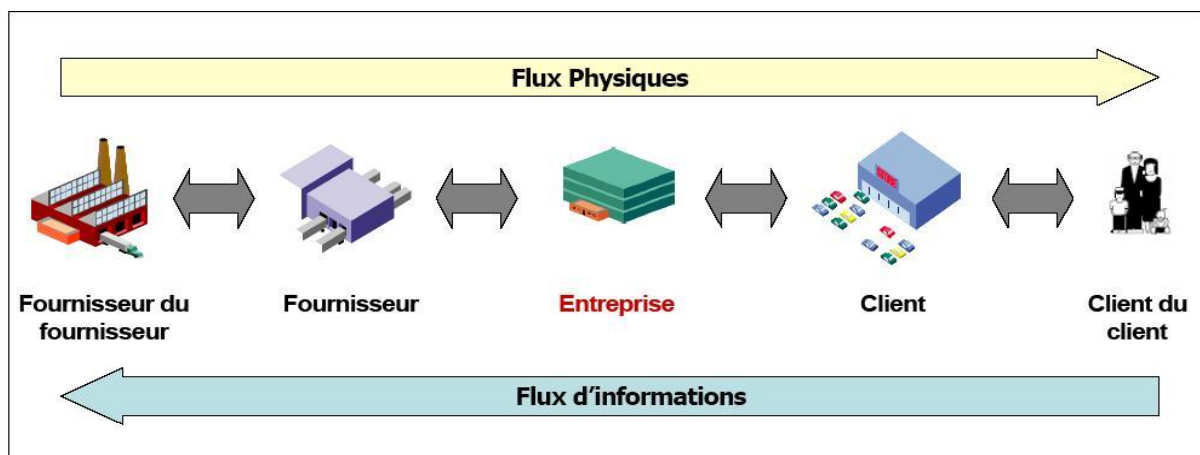 Flux Physiques
Fournisseur du
fournisseur
Fournisseur
Entreprise
Client
Client du
client
Flux d'informations